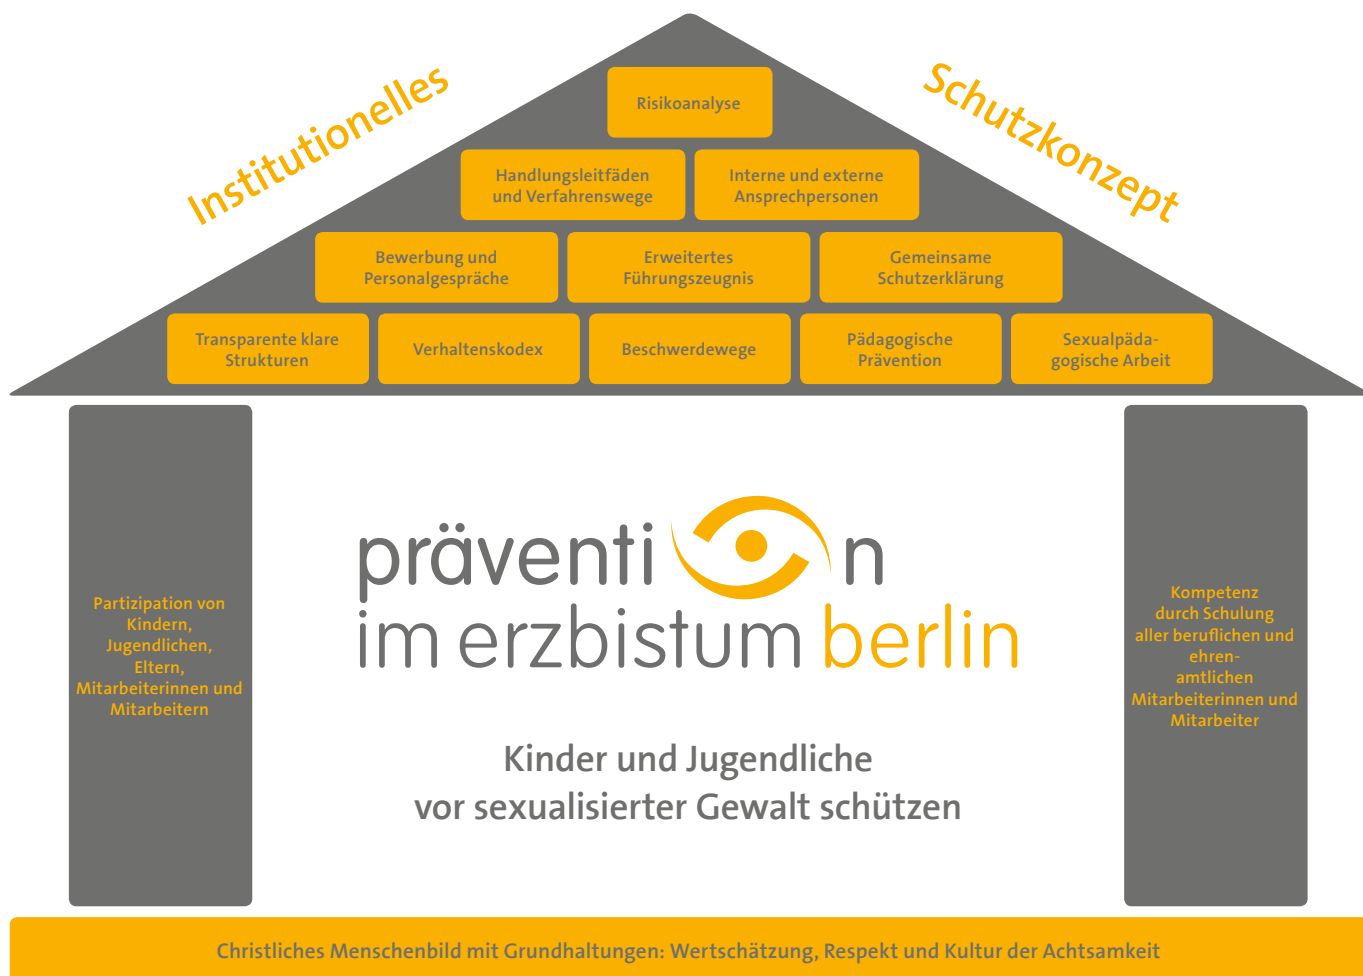 Institutionelles
Schutzkonzept
Risikoanalyse
Handlungsleitfäden
und Verfahrenswege
Interne und externe
Ansprechpersonen
Bewerbung und
Personalgespräche
Erweitertes
Führungszeugnis
Gemeinsame
Schutzerklärung
Transparente klare
Strukturen
Verhaltenskodex
Beschwerdewege
Pädagogische
Prävention
Sexualpäda-
gogische Arbeit
Partizipation von
Kindern,
Jugendlichen,
Eltern,
Mitarbeiterinnen und
Mitarbeitern
prävention
im erzbistum berlin
Kinder und Jugendliche
vor sexualisierter Gewalt schützen
Kompetenz
durch Schulung
aller beruflichen und
ehren-
amtlichen
Mitarbeiterinnen und
Mitarbeiter
Christliches Menschenbild mit Grundhaltungen: Wertschätzung, Respekt und Kultur der Achtsamkeit